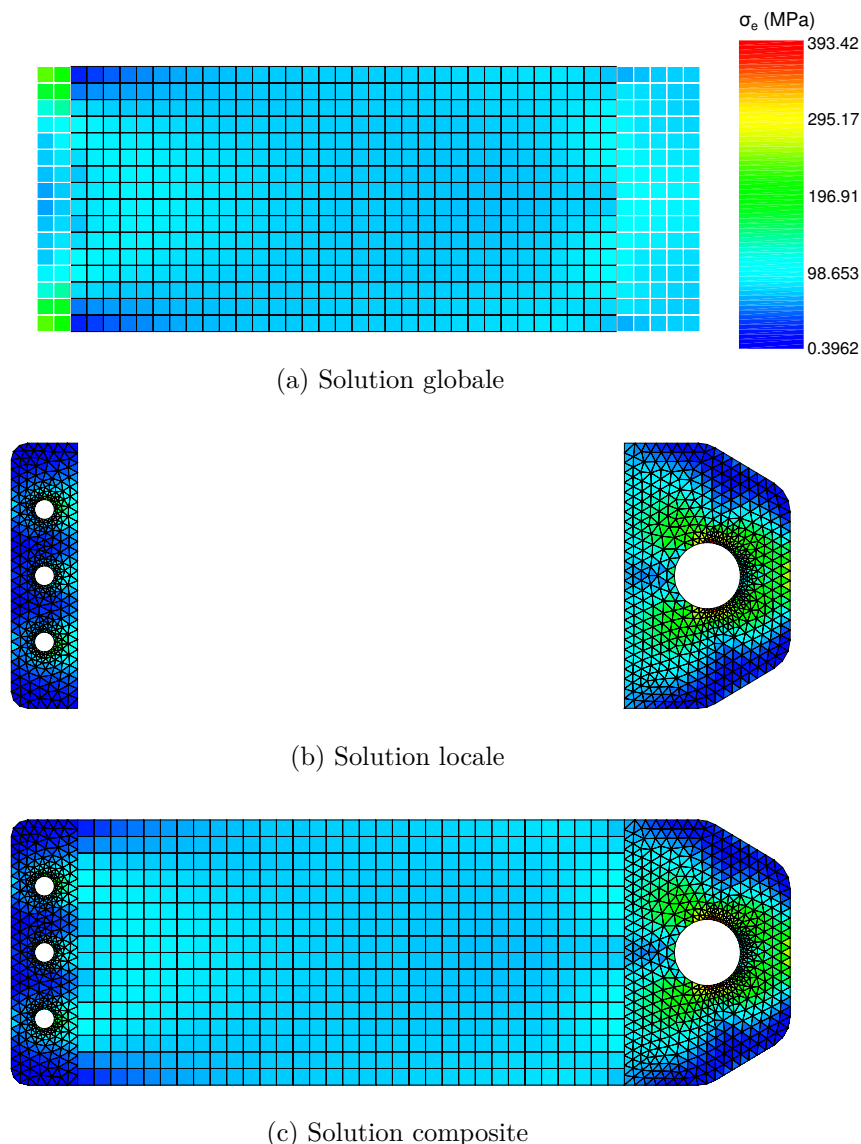 σₑ (MPa)
393.42
295.17
196.91
98.653
0.3962
(a) Solution globale
(b) Solution locale
(c) Solution composite